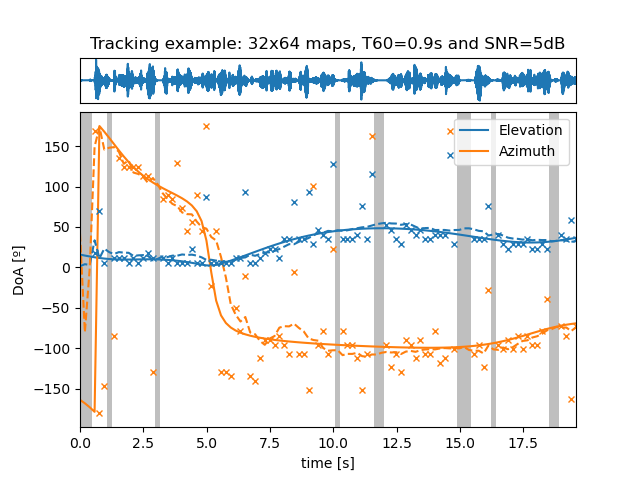 Tracking example: 32x64 maps, T60=0.9s and SNR=5dB
Elevation
Azimuth
DoA [º]
150
100
50
0
−50
−100
−150
0.0 2.5 5.0 7.5 10.0 12.5 15.0 17.5
time [s]